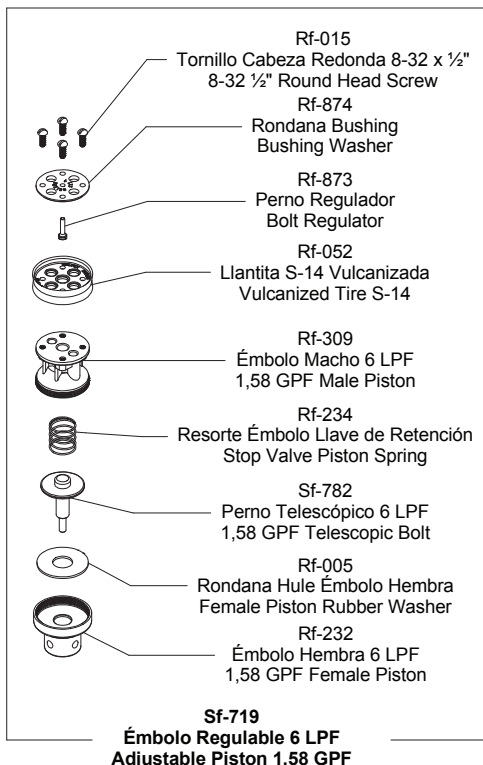 Rf-015
Tornillo Cabeza Redonda 8-32 x ½"
8-32 ½" Round Head Screw
Rf-874
Rondana Bushing
Bushing Washer
Rf-873
Perno Regulador
Bolt Regulator
Rf-052
Llantita S-14 Vulcanizada
Vulcanized Tire S-14
Rf-309
Émbolo Macho 6 LPF
1,58 GPF Male Piston
Rf-234
Resorte Émbolo Llave de Retención
Stop Valve Piston Spring
Sf-782
Perno Telescópico 6 LPF
1,58 GPF Telescopic Bolt
Rf-005
Rondana Hule Émbolo Hembra
Female Piston Rubber Washer
Rf-232
Émbolo Hembra 6 LPF
1,58 GPF Female Piston
Sf-719
Émbolo Regulable 6 LPF
Adjustable Piston 1.58 GPF